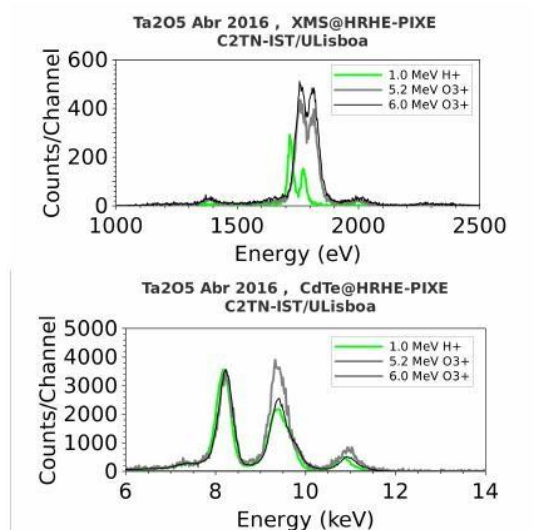 Ta2O5 Abr 2016 , XMS@HRHE-PIXE
C2TN-IST/ULisboa
Counts/Channel
600
400
200
0
1.0 MeV H+
5.2 MeV O3+
6.0 MeV O3+
1000 1500 2000 2500
Energy (eV)
Ta2O5 Abr 2016 , CdTe@HRHE-PIXE
C2TN-IST/ULisboa
Counts/Channel
5000
4000
3000
2000
1000
0
1.0 MeV H+
5.2 MeV O3+
6.0 MeV O3+
6 8 9 10 11 12 14
Energy (keV)